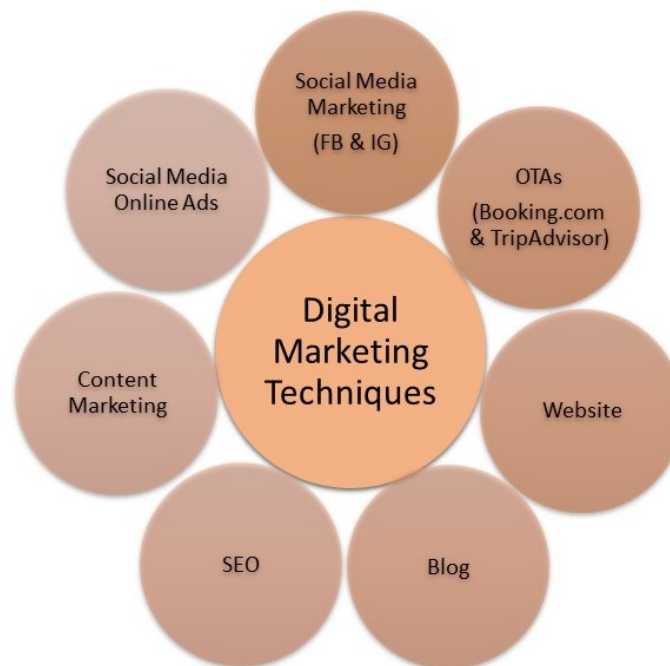 Social Media
Marketing
(FB & IG)
OTAs
(Booking.com
& TripAdvisor)
Website
Blog
SEO
Content
Marketing
Social Media
Online Ads
Digital
Marketing
Techniques